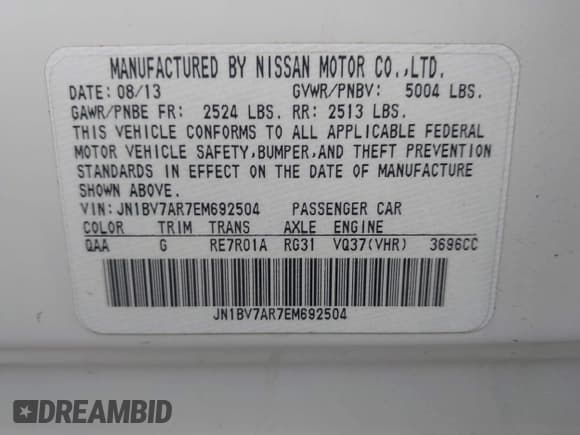 MANUFACTURED BY NISSAN MOTOR CO.,LTD.
DATE: 08/13 GVWR/PNBV: 5004 LBS.
GAWR/PNBE FR: 2524 LBS. RR: 2513 LBS.
THIS VEHICLE CONFORMS TO ALL APPLICABLE FEDERAL
MOTOR VEHICLE SAFETY,BUMPER,AND THEFT PREVENTION
STANDARDS IN EFFECT ON THE DATE OF MANUFACTURE
SHOWN ABOVE.
VIN: JN1BV7AR7EM692504 PASSENGER CAR
COLOR TRIM TRANS AXLE ENGINE
QAA G RE7R01A RG31 VQ37(VHR) 3696CC
JN1BV7AR7EM692504
DREAMBID